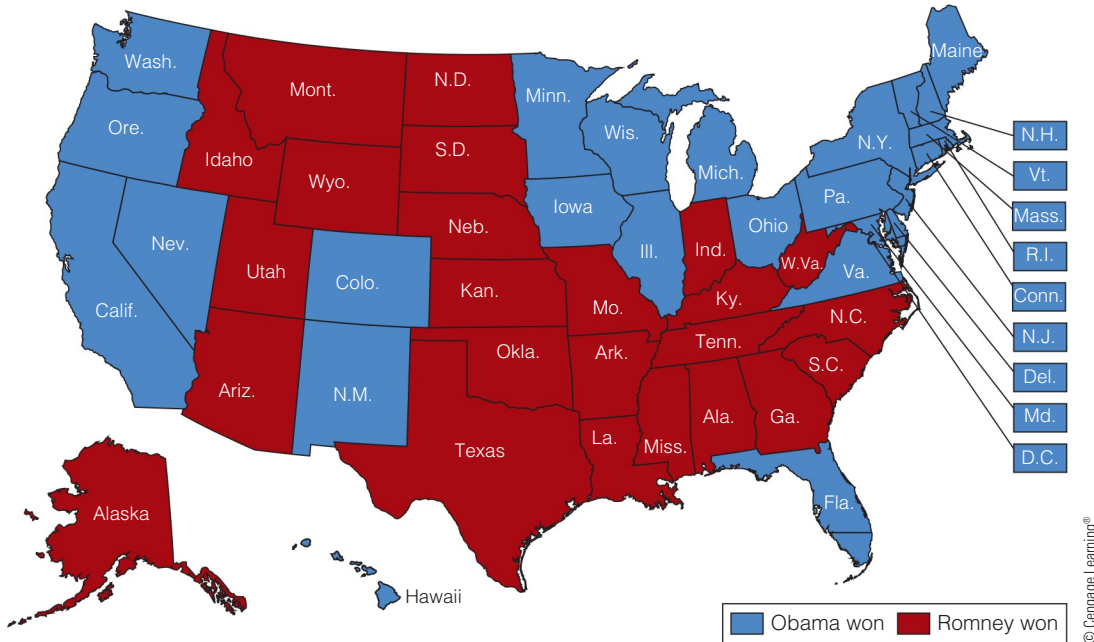 Wash.
Maine
Mont.
N.D.
Minn.
Ore.
N.H.
Idaho
S.D.
Wis.
N.Y.
Mich.
Vt.
Wyo.
Pa.
Iowa
Mass.
Neb.
Ohio
Nev.
Ill.
Ind.
R.I.
Utah
Colo.
W.Va.
Va.
Calif.
Kan.
Mo.
Ky.
Conn.
N.C.
N.J.
Tenn.
Okla.
Ark.
S.C.
Del.
Ariz.
N.M.
Ala.
Ga.
Md.
La.
Miss.
Texas
D.C.
Fla.
Alaska
Hawaii
Obama won
Romney won
© Cengage Learning®